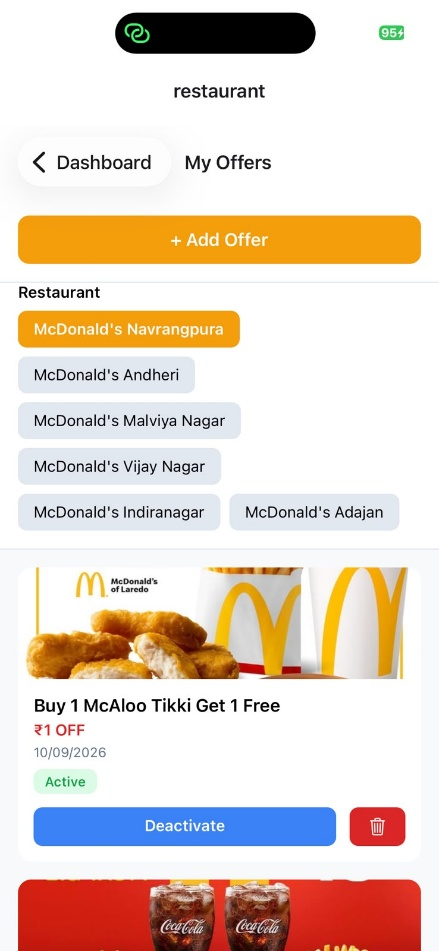 95
restaurant
Dashboard My Offers
+ Add Offer
Restaurant
McDonald's Navrangpura
McDonald's Andheri
McDonald's Malviya Nagar
McDonald's Vijay Nagar
McDonald's Indiranagar McDonald's Adajan
McDonald's
of Laredo
Buy 1 McAloo Tikki Get 1 Free
₹1 OFF
10/09/2026
Active
Deactivate
Coca-Cola Coca-Cola